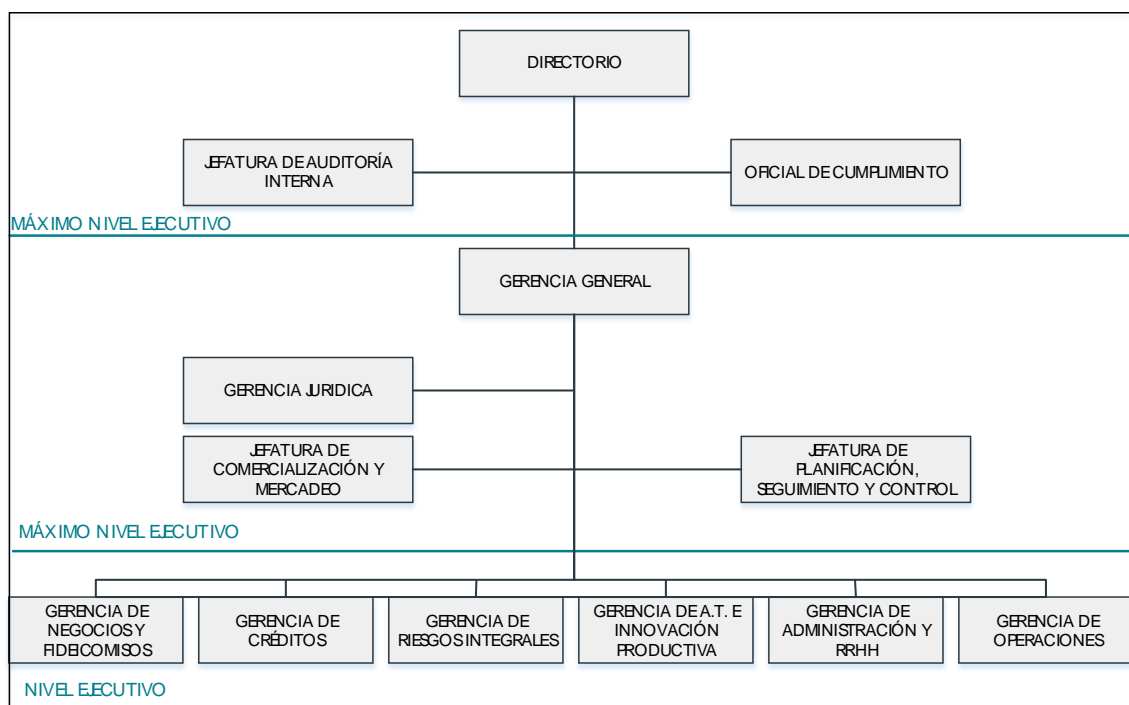 DIRECTORIO
JEFATURA DE AUDITORÍA
INTERNA
OFICIAL DE CUMPLIMIENTO
MÁXIMO NIVEL EJECUTIVO
GERENCIA GENERAL
GERENCIA JURIDICA
JEFATURA DE
COMERCIALIZACIÓN Y
MERCADEO
JEFATURA DE
PLANIFICACIÓN,
SEGUIMIENTO Y CONTROL
MÁXIMO NIVEL EJECUTIVO
GERENCIA DE
NEGOCIOS Y
FIDEICOMISOS
GERENCIA DE
CRÉDITOS
GERENCIA DE
RIESGOS INTEGRALES
GERENCIA DE A.T. E
INNOVACIÓN
PRODUCTIVA
GERENCIA DE
ADMINISTRACIÓN Y
RRHH
GERENCIA DE
OPERACIONES
NIVEL EJECUTIVO